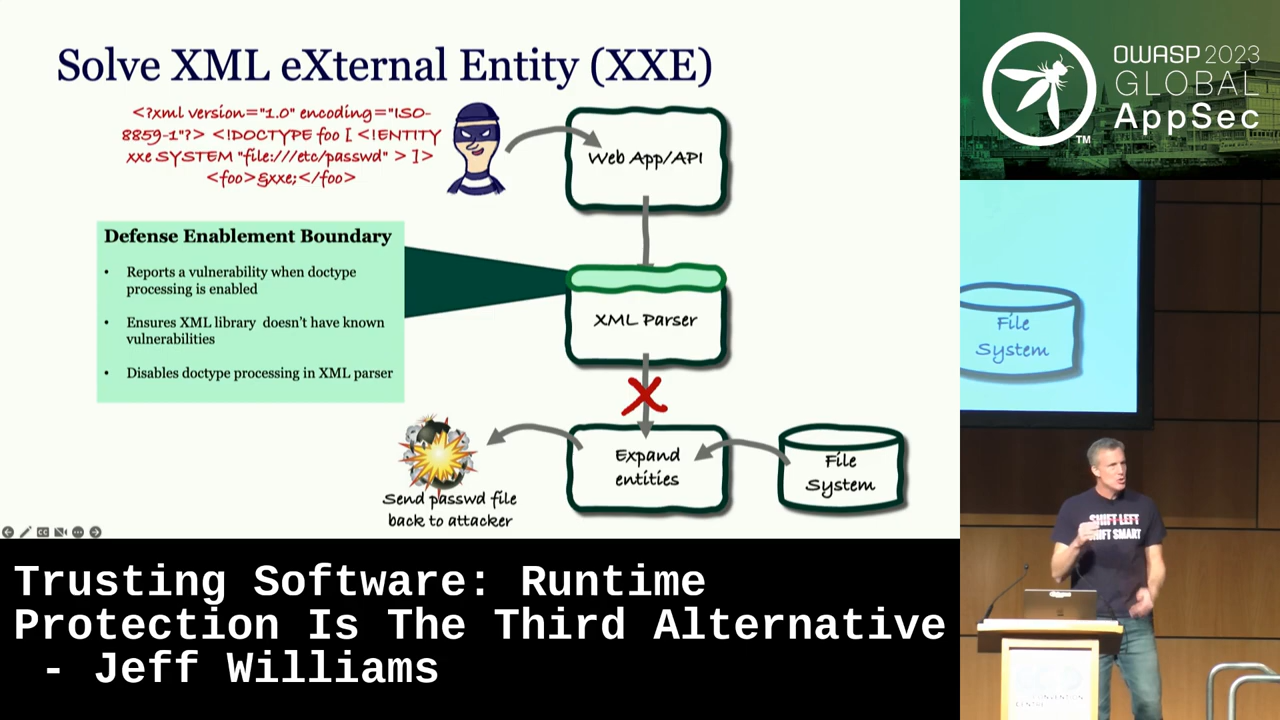 Solve XML eXternal Entity (XXE)
<?xml version="1.0" encoding="ISO-
8859-1"?> <!DOCTYPE foo [ <!ENTITY
xxe SYSTEM "file:///etc/passwd" > ]>
<foo>&xxe;</foo>
Web App/API
Defense Enablement Boundary
• Reports a vulnerability when doctype
processing is enabled
• Ensures XML library  doesn't have known
vulnerabilities
• Disables doctype processing in XML parser
XML Parser
Expand
entities
File
System
Send passwd file
back to attacker
Trusting Software: Runtime
Protection Is The Third Alternative
- Jeff Williams
OWASP 2023
GLOBAL
AppSec
TM
File
System
SHIFT LEFT
SHIFT SMART
CONVENTION
CENTRE